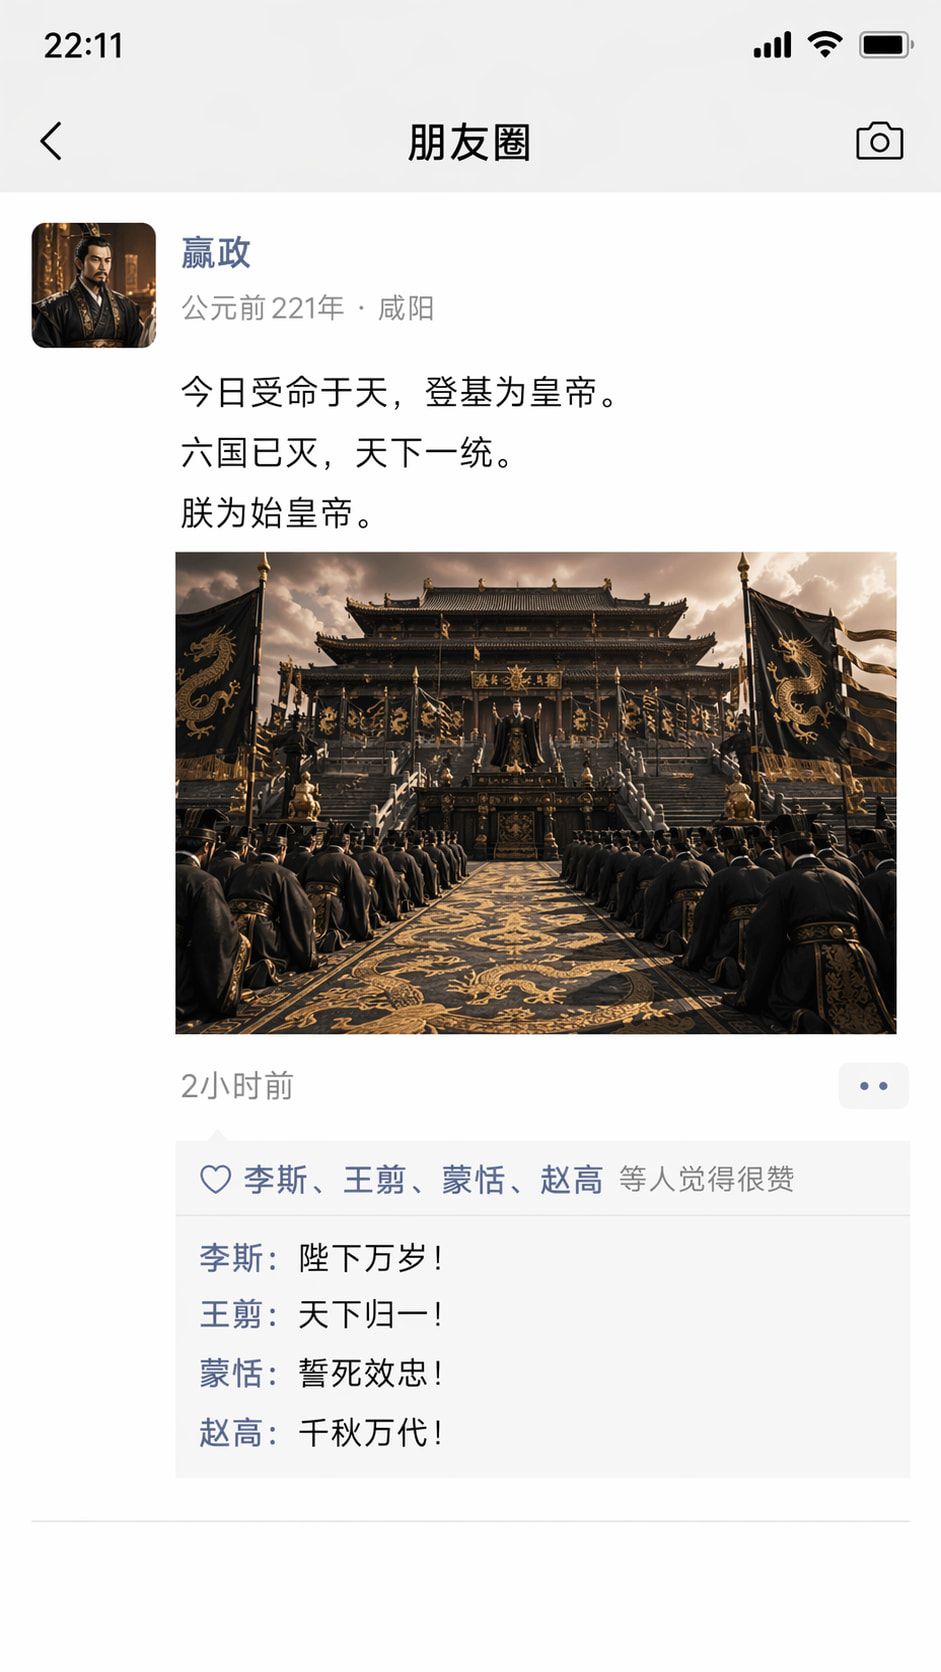 22:11
朋友圈
嬴政
公元前221年 · 咸阳
今日受命于天，登基为皇帝。
六国已灭，天下一统。
朕为始皇帝。
2小时前
李斯、王剪、蒙恬、赵高 等人觉得很赞
李斯：陛下万岁！
王剪：天下归一！
蒙恬：誓死效忠！
赵高：千秋万代！